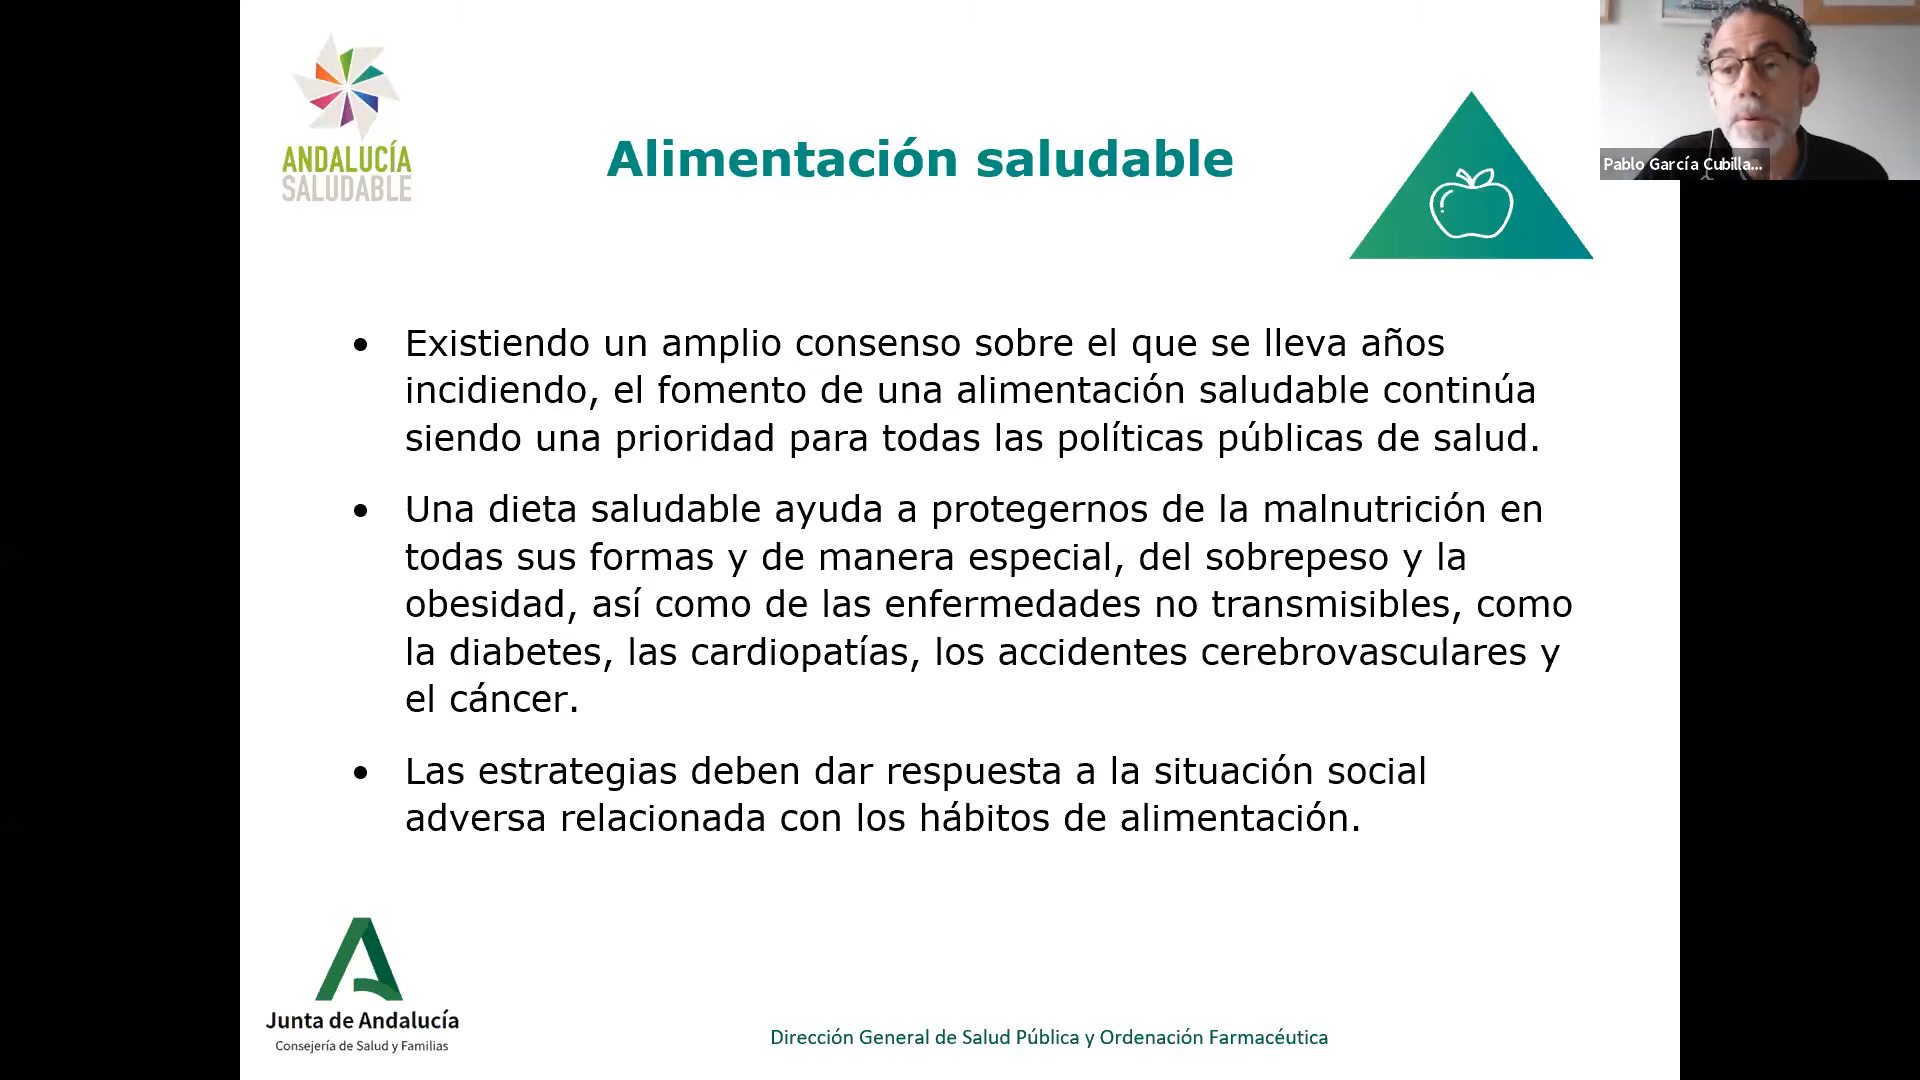 ANDALUCÍA
SALUDABLE
Alimentación saludable
Pablo García Cubilla...
• Existiendo un amplio consenso sobre el que se lleva años
incidiendo, el fomento de una alimentación saludable continúa
siendo una prioridad para todas las políticas públicas de salud.
• Una dieta saludable ayuda a protegernos de la malnutrición en
todas sus formas y de manera especial, del sobrepeso y la
obesidad, así como de las enfermedades no transmisibles, como
la diabetes, las cardiopatías, los accidentes cerebrovasculares y
el cáncer.
• Las estrategias deben dar respuesta a la situación social
adversa relacionada con los hábitos de alimentación.
Junta de Andalucía
Consejería de Salud y Familias
Dirección General de Salud Pública y Ordenación Farmacéutica